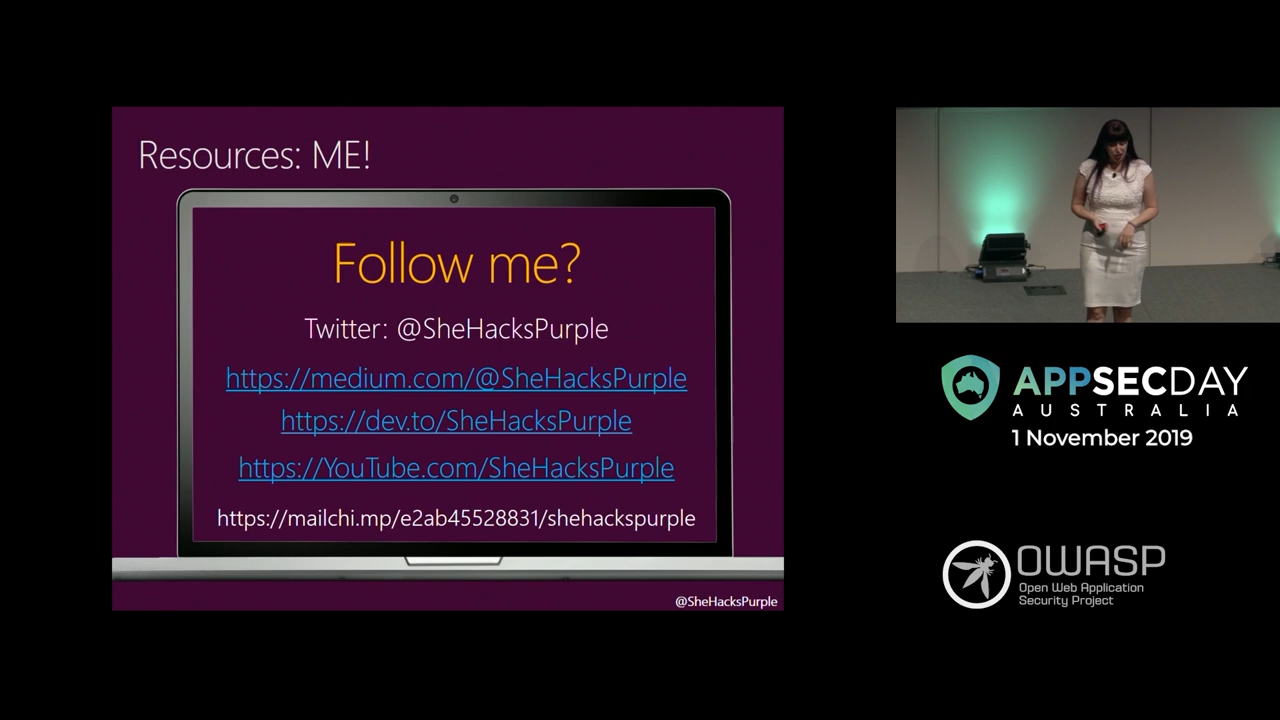 Resources: ME!
Follow me?
Twitter: @SheHacksPurple
https://medium.com/@SheHacksPurple
https://dev.to/SheHacksPurple
https://YouTube.com/SheHacksPurple
https://mailchi.mp/e2ab45528831/shehackspurple
@SheHacksPurple
APPSECDAY
AUSTRALIA
1 November 2019
OWASP
Open Web Application
Security Project